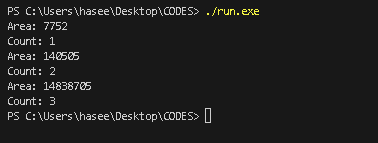 PS C:\Users\hasee\Desktop\CODES> ./run.exe
Area: 7752
Count: 1
Area: 140505
Count: 2
Area: 14838705
Count: 3
PS C:\Users\hasee\Desktop\CODES>